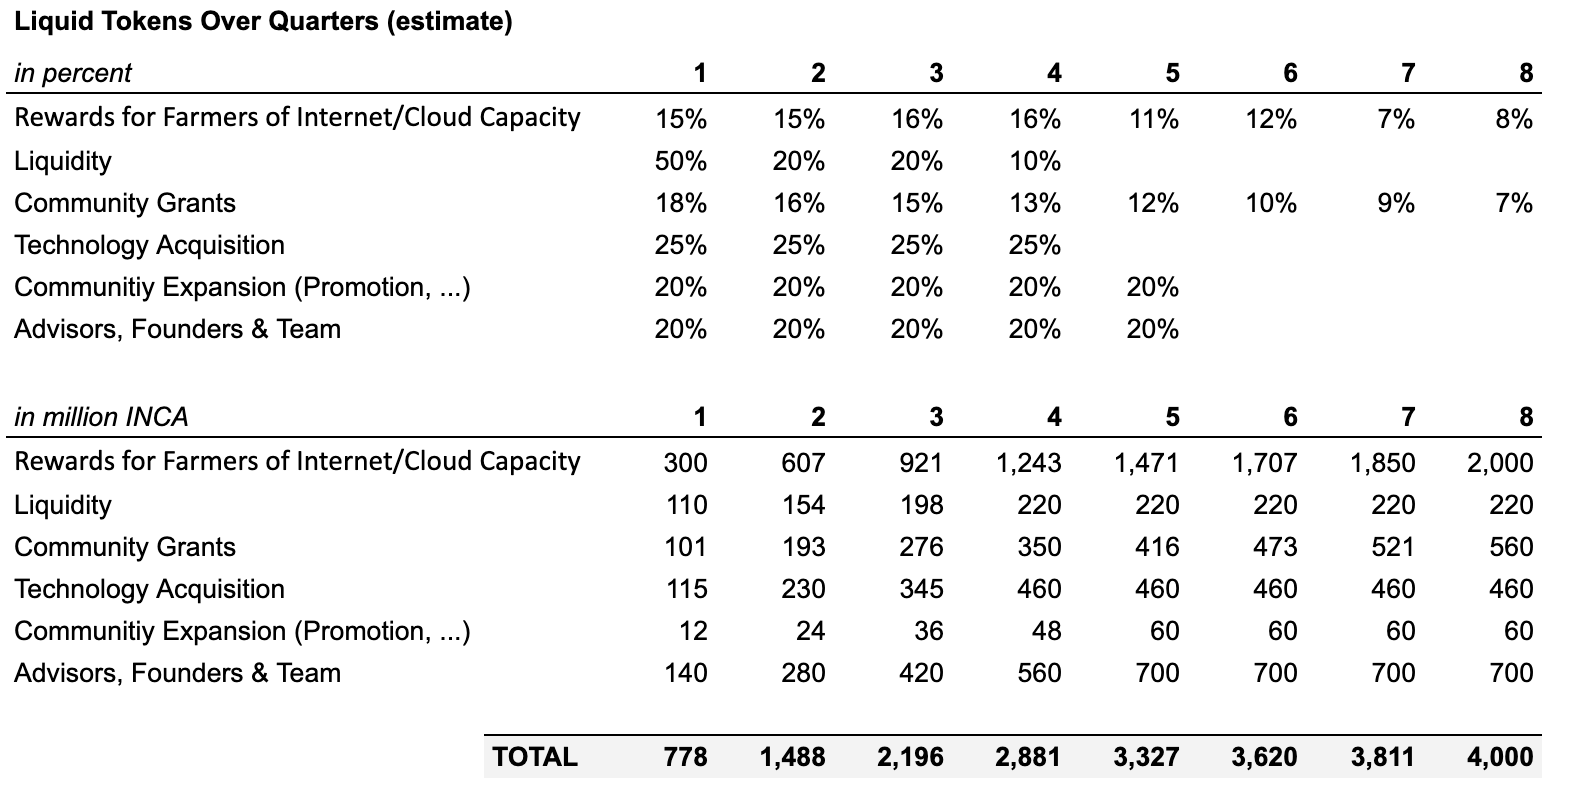 Liquid Tokens Over Quarters (estimate)
in percent 1 2 3 4 5 6 7 8
Rewards for Farmers of Internet/Cloud Capacity 15% 15% 16% 16% 11% 12% 7% 8%
Liquidity 50% 20% 20% 10%
Community Grants 18% 16% 15% 13% 12% 10% 9% 7%
Technology Acquisition 25% 25% 25% 25%
Communitiy Expansion (Promotion, ...) 20% 20% 20% 20% 20%
Advisors, Founders & Team 20% 20% 20% 20% 20%
in million INCA 1 2 3 4 5 6 7 8
Rewards for Farmers of Internet/Cloud Capacity 300 607 921 1,243 1,471 1,707 1,850 2,000
Liquidity 110 154 198 220 220 220 220 220
Community Grants 101 193 276 350 416 473 521 560
Technology Acquisition 115 230 345 460 460 460 460 460
Communitiy Expansion (Promotion, ...) 12 24 36 48 60 60 60 60
Advisors, Founders & Team 140 280 420 560 700 700 700 700
TOTAL 778 1,488 2,196 2,881 3,327 3,620 3,811 4,000